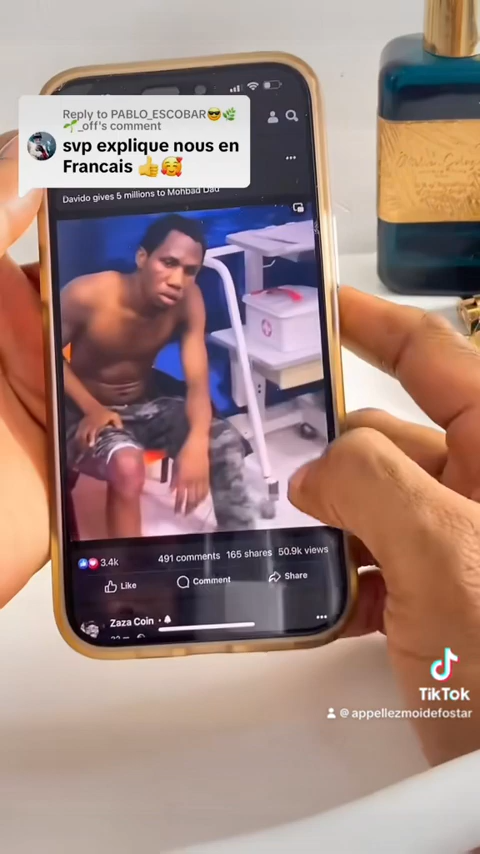 Reply to PABLO_ESCOBAR😎🌿
🌱_off's comment
svp explique nous en
Francais 👍🥰
Davido gives 5 millions to Mohbad Dad
3.4k
491 comments 165 shares 50.9k views
Like
Comment
Share
Zaza Coin
TikTok
@appellezmoidefostar